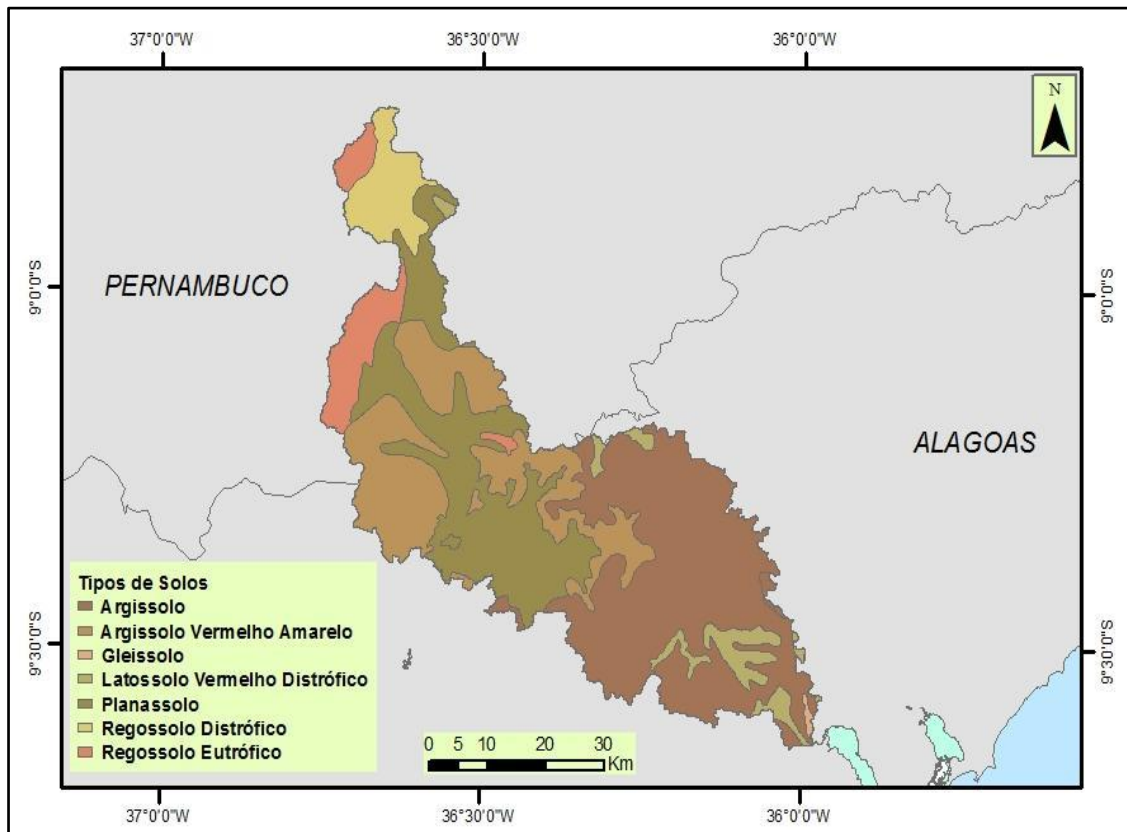 37°0'0"W
36°30'0"W
36°0'0"W
N
PERNAMBUCO
9°0'0"S
9°0'0"S
ALAGOAS
Tipos de Solos
Argissolo
Argissolo Vermelho Amarelo
Gleissolo
Latossolo Vermelho Distrófico
Planassolo
Regossolo Distrófico
Regossolo Eutrófico
9°30'0"S
9°30'0"S
0 5 10 20 30
Km
37°0'0"W
36°30'0"W
36°0'0"W